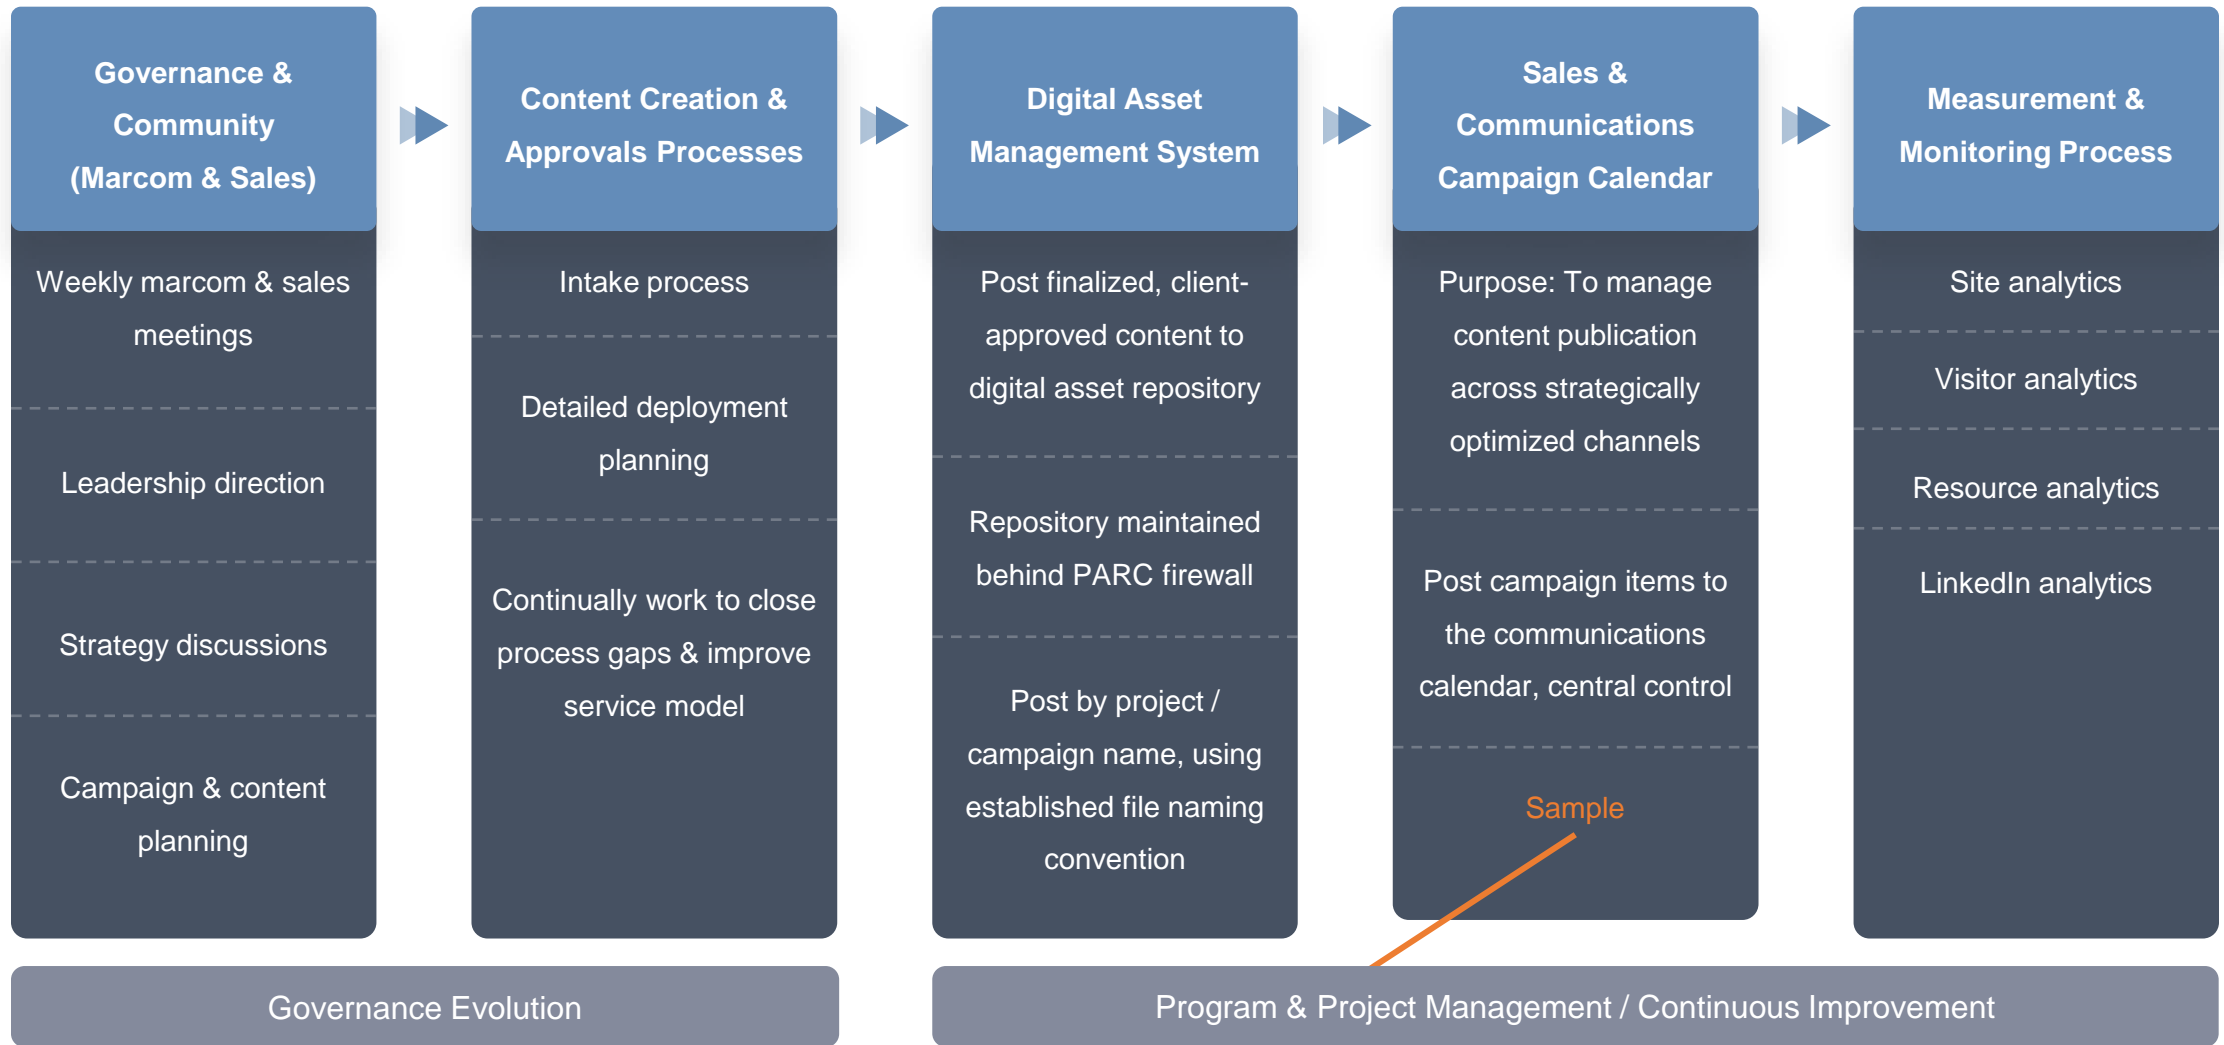 Governance &
Community
(Marcom & Sales)
Weekly marcom & sales
meetings
Leadership direction
Strategy discussions
Campaign & content
planning
Content Creation &
Approvals Processes
Intake process
Detailed deployment
planning
Continually work to close
process gaps & improve
service model
Digital Asset
Management System
Post finalized, client-
approved content to
digital asset repository
Repository maintained
behind PARC firewall
Post by project /
campaign name, using
established file naming
convention
Sales &
Communications
Campaign Calendar
Purpose: To manage
content publication
across strategically
optimized channels
Post campaign items to
the communications
calendar, central control
Sample
Measurement &
Monitoring Process
Site analytics
Visitor analytics
Resource analytics
LinkedIn analytics
Governance Evolution
Program & Project Management / Continuous Improvement